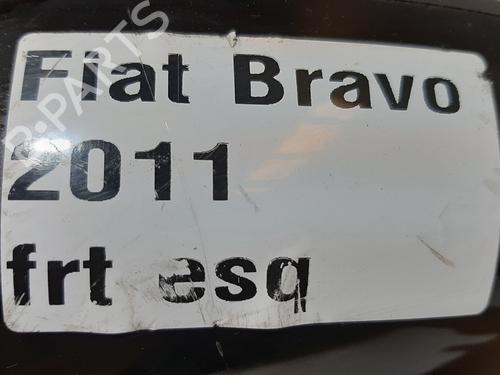 Fiat Bravo
2011
frt esq
B-PARTS